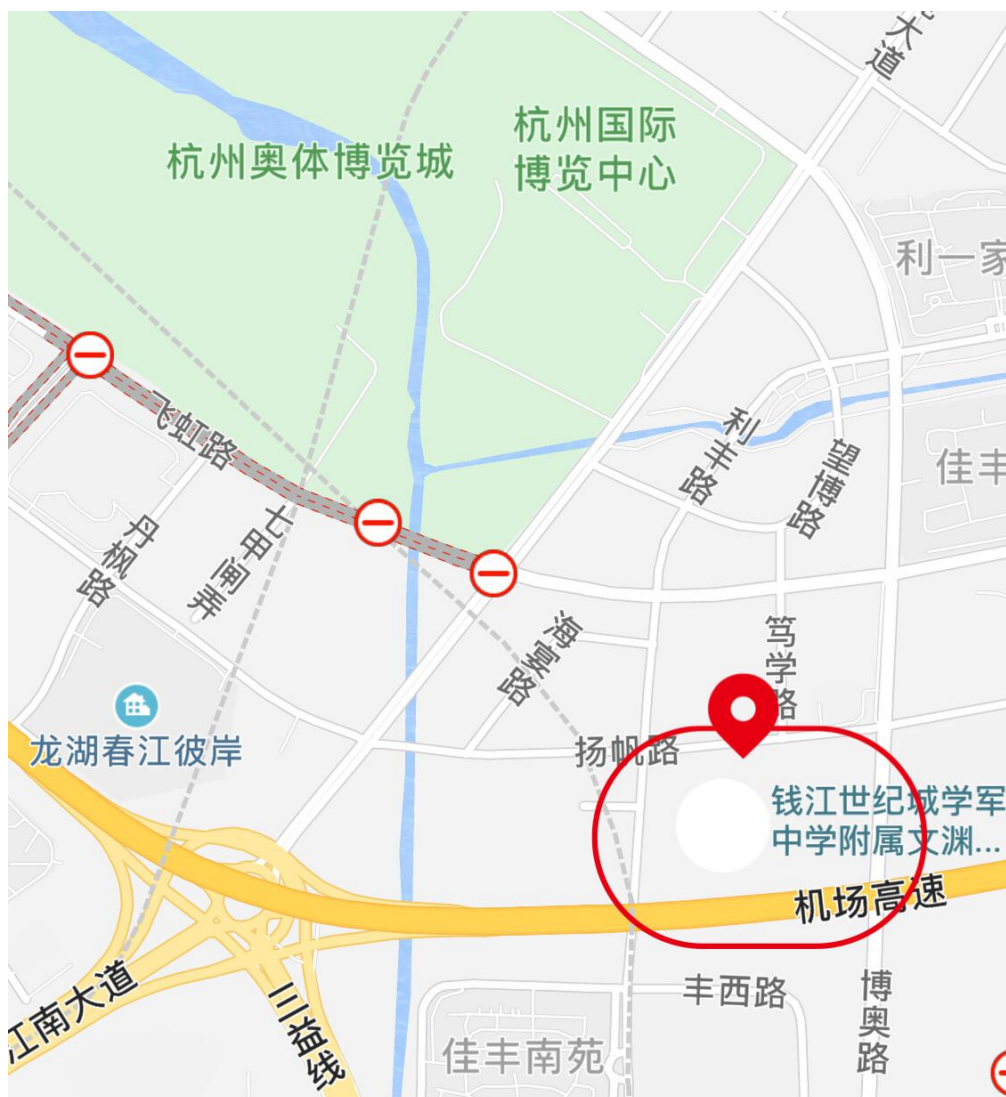 大道
杭州国际
博览中心
杭州奥体博览城
利一家
飞虹路
利丰路
望博路
佳丰
丹枫路
七甲闸弄
海宴路
笃学路
龙湖春江彼岸
扬帆路
钱江世纪城学军
中学附属文渊...
机场高速
江南大道
三益线
丰西路
博奥路
佳丰南苑